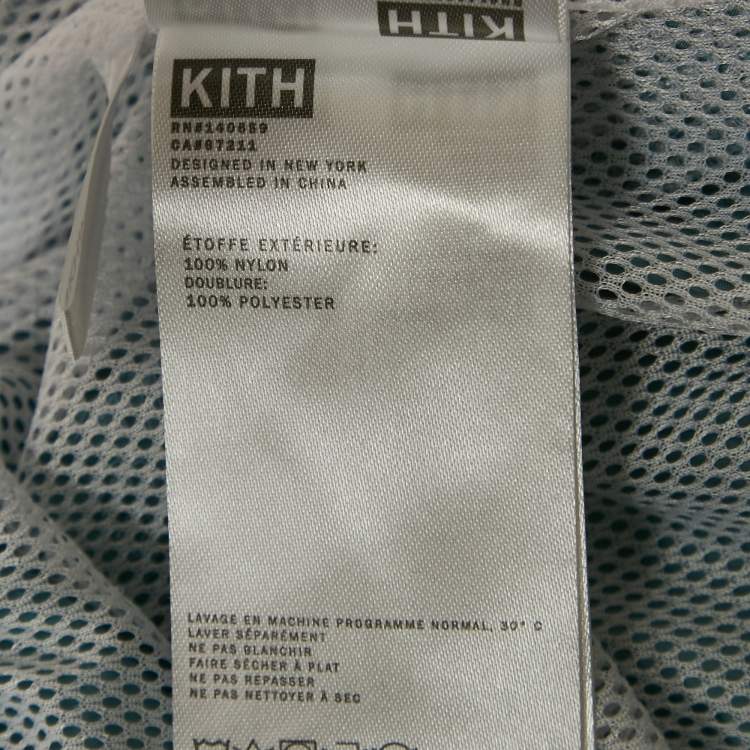 KITH
KITH
RN#140659
CA#67211
DESIGNED IN NEW YORK
ASSEMBLED IN CHINA
ÉTOFFE EXTÉRIEURE:
100% NYLON
DOUBLURE:
100% POLYESTER
LAVAGE EN MACHINE PROGRAMME NORMAL, 30° C
LAVER SÉPARÉMENT
NE PAS BLANCHIR
FAIRE SÉCHER À PLAT
NE PAS REPASSER
NE PAS NETTOYER À SEC